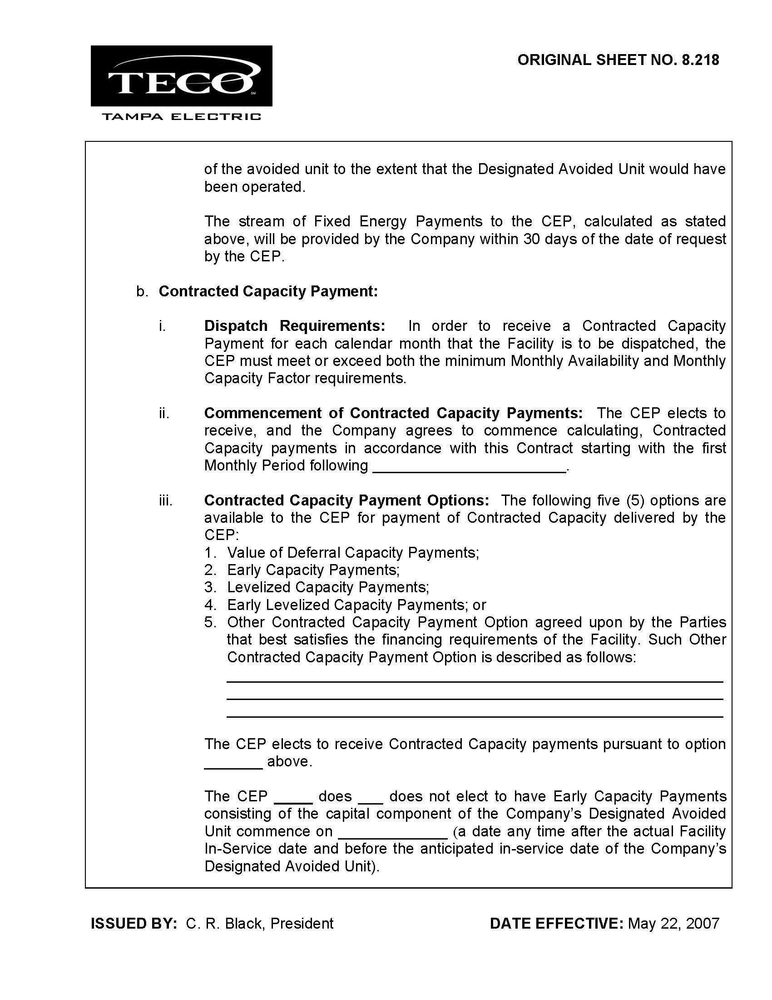 TECO
SM
TAMPA ELECTRIC
ORIGINAL SHEET NO. 8.218
of the avoided unit to the extent that the Designated Avoided Unit would have
been operated.
The stream of Fixed Energy Payments to the CEP, calculated as stated
above, will be provided by the Company within 30 days of the date of request
by the CEP.
b. Contracted Capacity Payment:
i. Dispatch Requirements: In order to receive a Contracted Capacity
Payment for each calendar month that the Facility is to be dispatched, the
CEP must meet or exceed both the minimum Monthly Availability and Monthly
Capacity Factor requirements.
ii. Commencement of Contracted Capacity Payments: The CEP elects to
receive, and the Company agrees to commence calculating, Contracted
Capacity payments in accordance with this Contract starting with the first
Monthly Period following _______________________.
iii. Contracted Capacity Payment Options: The following five (5) options are
available to the CEP for payment of Contracted Capacity delivered by the
CEP:
1. Value of Deferral Capacity Payments;
2. Early Capacity Payments;
3. Levelized Capacity Payments;
4. Early Levelized Capacity Payments; or
5. Other Contracted Capacity Payment Option agreed upon by the Parties
that best satisfies the financing requirements of the Facility. Such Other
Contracted Capacity Payment Option is described as follows:
The CEP elects to receive Contracted Capacity payments pursuant to option
_______ above.
The CEP _____ does ___ does not elect to have Early Capacity Payments
consisting of the capital component of the Company's Designated Avoided
Unit commence on _____________ (a date any time after the actual Facility
In-Service date and before the anticipated in-service date of the Company's
Designated Avoided Unit).
ISSUED BY: C. R. Black, President
DATE EFFECTIVE: May 22, 2007